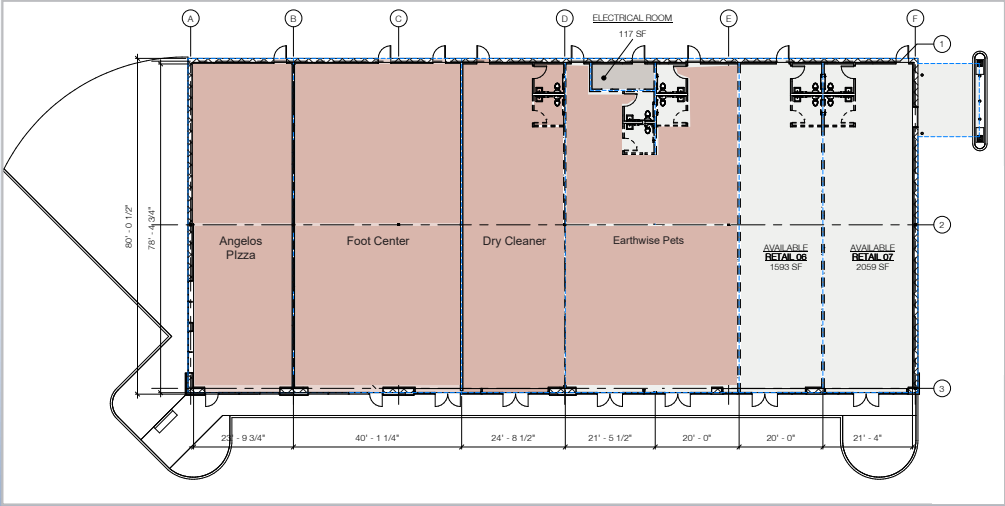 A
B
C
D
ELECTRICAL ROOM
E
F
117 SF
1
80' - 0 1/2"
78' - 4 3/4"
2
Angelos
PIzza
Foot Center
Dry Cleaner
Earthwise Pets
AVAILABLE
RETAIL 06
1593 SF
AVAILABLE
RETAIL 07
2059 SF
3
23' - 9 3/4"
40' - 1 1/4"
24' - 8 1/2"
21' - 5 1/2"
20' - 0"
20' - 0"
21' - 4"